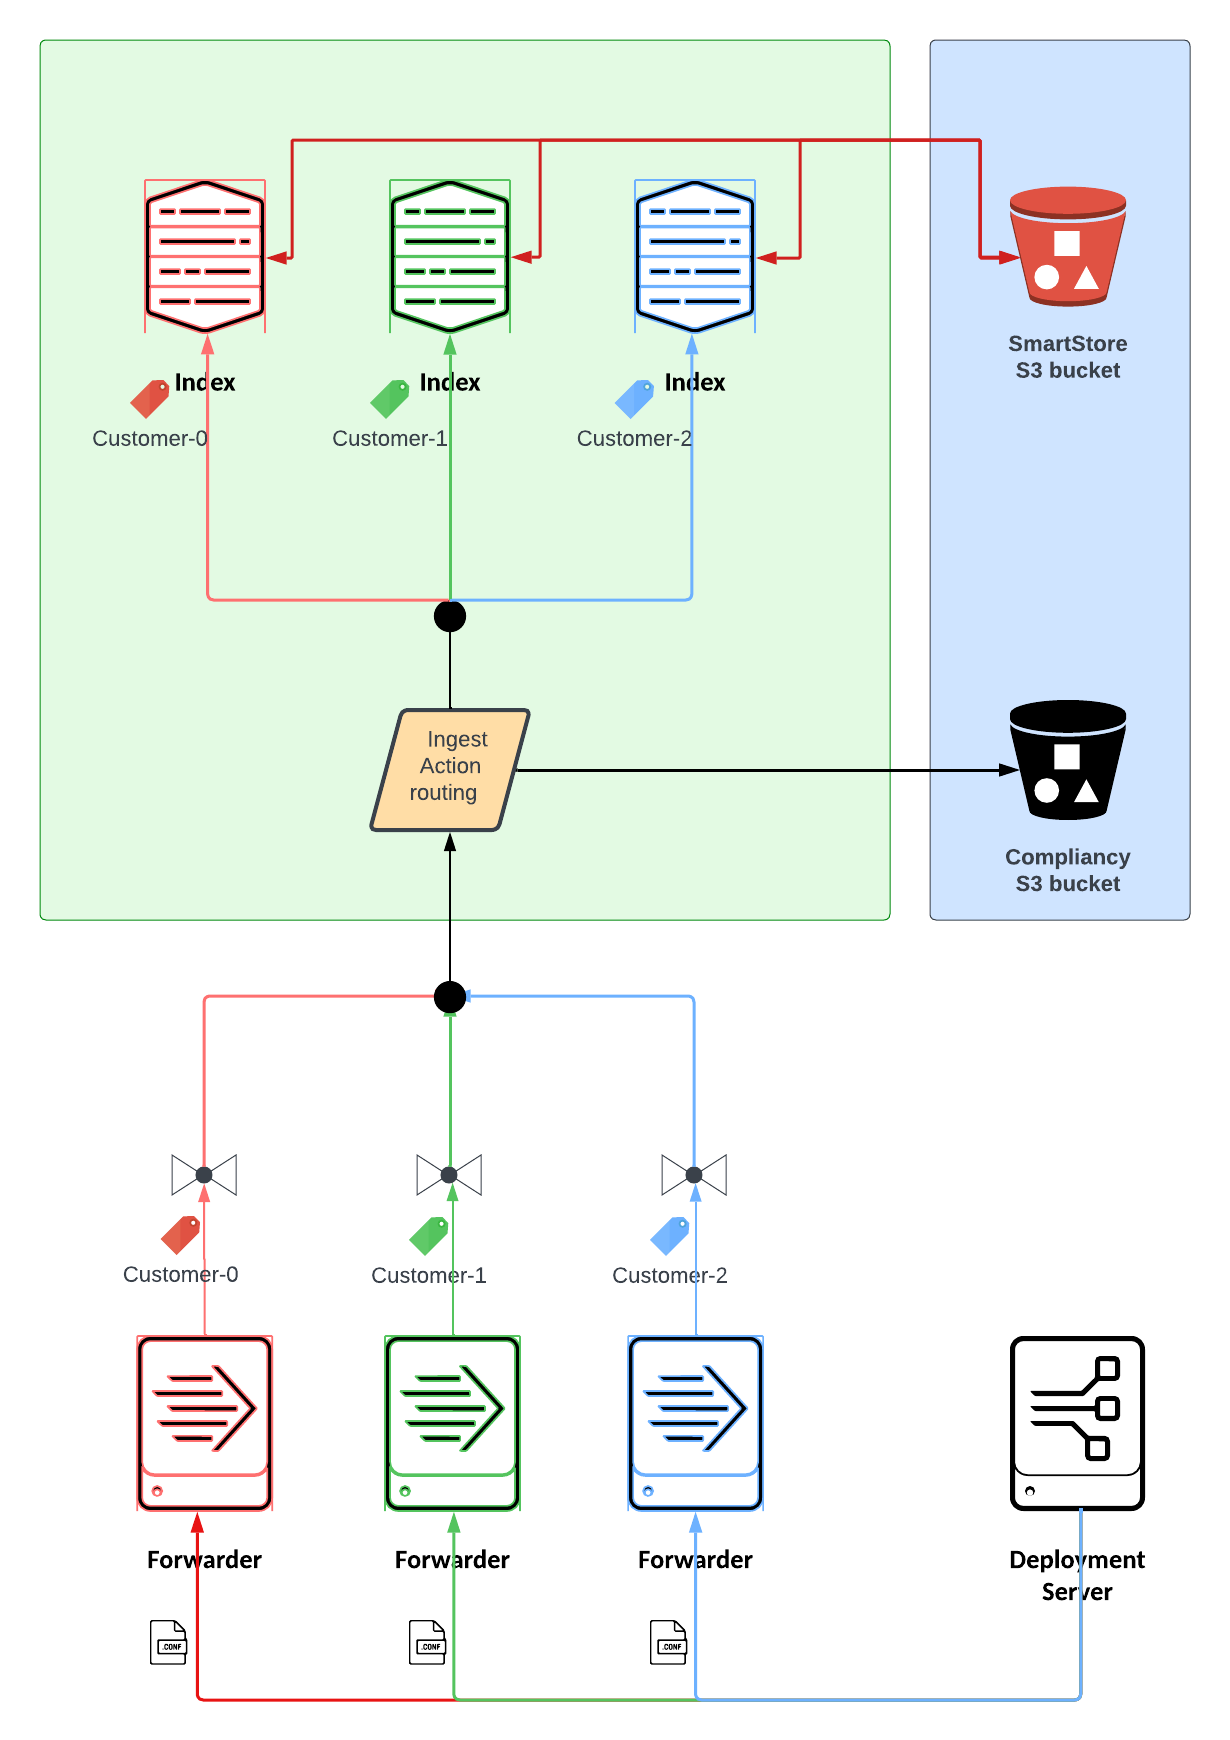 SmartStore
S3 bucket
Index
Index
Index
Customer-0
Customer-1
Customer-2
Ingest
Action
routing
Compliancy
S3 bucket
Customer-0
Customer-1
Customer-2
Forwarder
Forwarder
Forwarder
Deployment
Server
.CONF
.CONF
.CONF